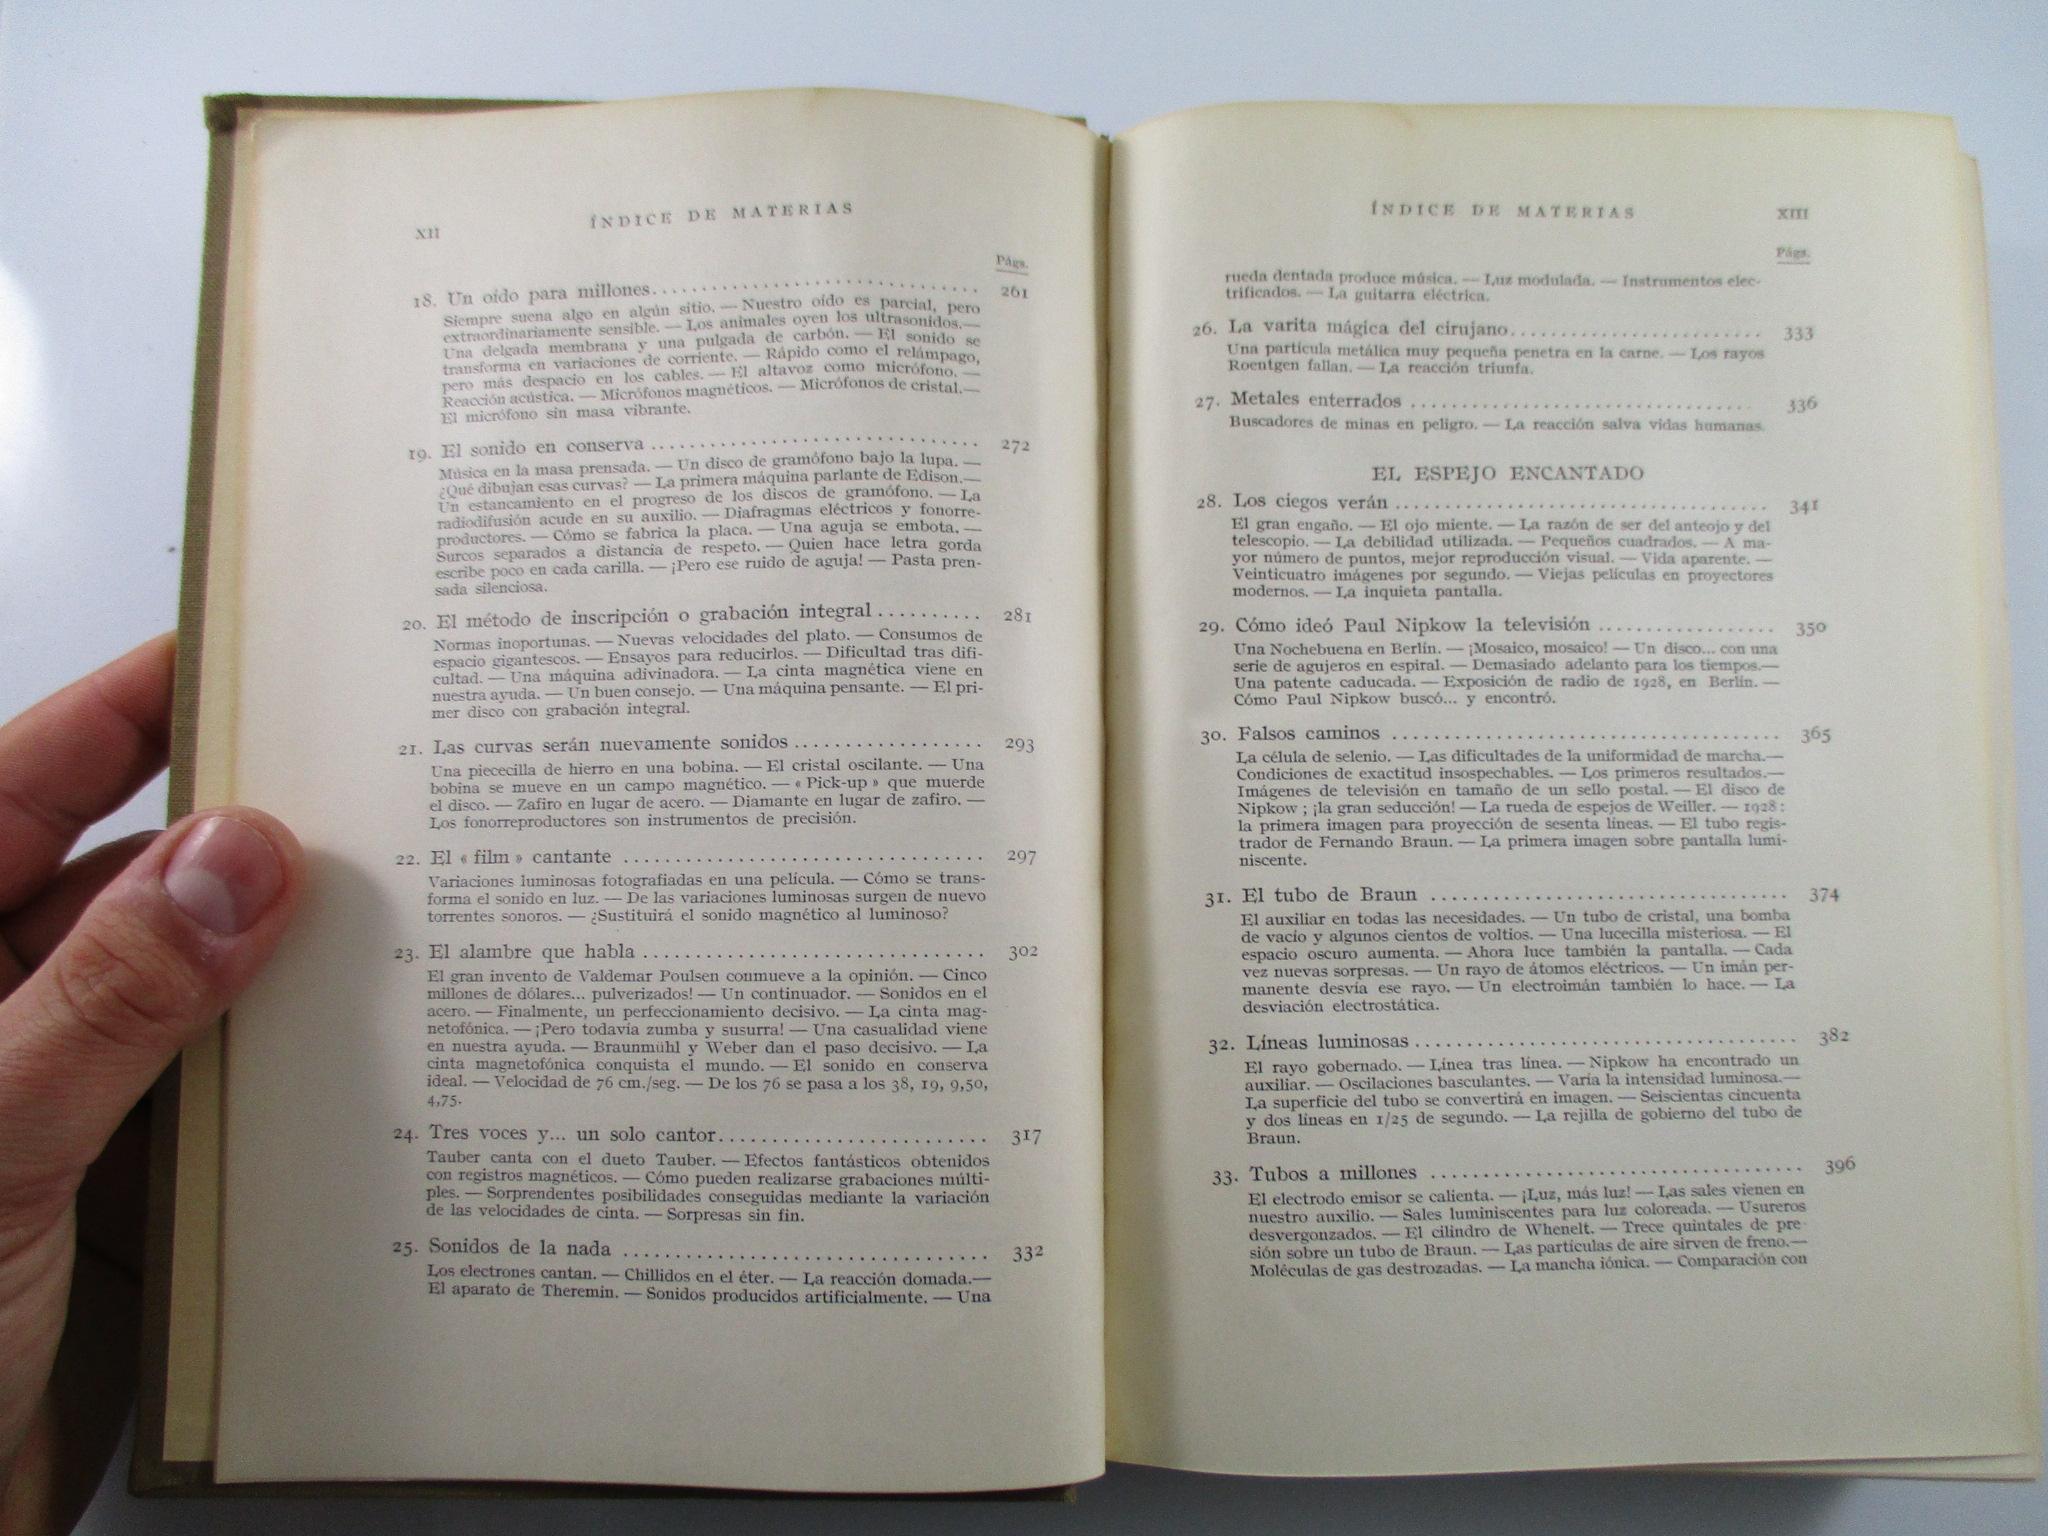 XII
ÍNDICE DE MATERIAS
Págs.
18. Un oído para millones........................................ 261
Siempre suena algo en algún sitio. — Nuestro oído es parcial, pero
extraordinariamente sensible. — Los animales oyen los ultrasonidos.—
Una delgada membrana y una pulgada de carbón. — El sonido se
transforma en variaciones de corriente. — Rápido como el relámpago,
pero más despacio en los cables. — El altavoz como micrófono. —
Reacción acústica. — Micrófonos magnéticos. — Micrófonos de cristal.—
El micrófono sin masa vibrante.
19. El sonido en conserva ........................................ 272
Música en la masa prensada. — Un disco de gramófono bajo la lupa. —
¿Qué dibujan esas curvas? — La primera máquina parlante de Edison.—
Un estancamiento en el progreso de los discos de gramófono. — La
radiodifusión acude en su auxilio. — Diafragmas eléctricos y fonorre-
productores. — Cómo se fabrica la placa. — Una aguja se embota. —
Surcos separados a distancia de respeto. — Quien hace letra gorda
escribe poco en cada carilla. — ¡Pero ese ruido de aguja! — Pasta pren-
sada silenciosa.
20. El método de inscripción o grabación integral .......... 281
Normas inoportunas. — Nuevas velocidades del plato. — Consumos de
espacio gigantescos. — Ensayos para reducirlos. — Dificultad tras difi-
cultad. — Una máquina adivinadora. — La cinta magnética viene en
nuestra ayuda. — Un buen consejo. — Una máquina pensante. — El pri-
mer disco con grabación integral.
21. Las curvas serán nuevamente sonidos .................. 293
Una piececilla de hierro en una bobina. — El cristal oscilante. — Una
bobina se mueve en un campo magnético. — « Pick-up » que muerde
el disco. — Zafiro en lugar de acero. — Diamante en lugar de zafiro. —
Los fonorreproductores son instrumentos de precisión.
22. El « film » cantante ................................... 297
Variaciones luminosas fotografiadas en una película. — Cómo se trans-
forma el sonido en luz. — De las variaciones luminosas surgen de nuevo
torrentes sonoros. — ¿Sustituirá el sonido magnético al luminoso?
23. El alambre que habla ................................. 302
El gran invento de Valdemar Poulsen conmueve a la opinión. — Cinco
millones de dólares... pulverizados! — Un continuador. — Sonidos en el
acero. — Finalmente, un perfeccionamiento decisivo. — La cinta mag-
netofónica. — ¡Pero todavía zumba y susurra! — Una casualidad viene
en nuestra ayuda. — Braunmühl y Weber dan el paso decisivo. — La
cinta magnetofónica conquista el mundo. — El sonido en conserva
ideal. — Velocidad de 76 cm./seg. — De los 76 se pasa a los 38, 19, 9,50,
4,75.
24. Tres voces y... un solo cantor.......................... 317
Tauber canta con el dueto Tauber. — Efectos fantásticos obtenidos
con registros magnéticos. — Cómo pueden realizarse grabaciones múlti-
ples. — Sorprendentes posibilidades conseguidas mediante la variación
de las velocidades de cinta. — Sorpresas sin fin.
25. Sonidos de la nada ................................... 332
Los electrones cantan. — Chillidos en el éter. — La reacción domada.—
El aparato de Theremin. — Sonidos producidos artificialmente. — Una
ÍNDICE DE MATERIAS
XIII
Págs.
rueda dentada produce música. — Luz modulada. — Instrumentos elec-
trificados. — La guitarra eléctrica.
26. La varita mágica del cirujano......................... 333
Una partícula metálica muy pequeña penetra en la carne. — Los rayos
Roentgen fallan. — La reacción triunfa.
27. Metales enterrados ................................... 336
Buscadores de minas en peligro. — La reacción salva vidas humanas.
EL ESPEJO ENCANTADO
28. Los ciegos verán ..................................... 341
El gran engaño. — El ojo miente. — La razón de ser del anteojo y del
telescopio. — La debilidad utilizada. — Pequeños cuadrados. — A ma-
yor número de puntos, mejor reproducción visual. — Vida aparente. —
Veinticuatro imágenes por segundo. — Viejas películas en proyectores
modernos. — La inquieta pantalla.
29. Cómo ideó Paul Nipkow la televisión ................. 350
Una Nochebuena en Berlín. — ¡Mosaico, mosaico! — Un disco... con una
serie de agujeros en espiral. — Demasiado adelanto para los tiempos.—
Una patente caducada. — Exposición de radio de 1928, en Berlín. —
Cómo Paul Nipkow buscó... y encontró.
30. Falsos caminos ...................................... 365
La célula de selenio. — Las dificultades de la uniformidad de marcha.—
Condiciones de exactitud insospechables. — Los primeros resultados.—
Imágenes de televisión en tamaño de un sello postal. — El disco de
Nipkow ; ¡la gran seducción! — La rueda de espejos de Weiller. — 1928 :
la primera imagen para proyección de sesenta líneas. — El tubo regis-
trador de Fernando Braun. — La primera imagen sobre pantalla lumi-
niscente.
31. El tubo de Braun ................................... 374
El auxiliar en todas las necesidades. — Un tubo de cristal, una bomba
de vacío y algunos cientos de voltios. — Una lucecilla misteriosa. — El
espacio oscuro aumenta. — Ahora luce también la pantalla. — Cada
vez nuevas sorpresas. — Un rayo de átomos eléctricos. — Un imán per-
manente desvía ese rayo. — Un electroimán también lo hace. — La
desviación electrostática.
32. Líneas luminosas ..................................... 382
El rayo gobernado. — Línea tras línea. — Nipkow ha encontrado un
auxiliar. — Oscilaciones basculantes. — Varía la intensidad luminosa.—
La superficie del tubo se convertirá en imagen. — Seiscientas cincuenta
y dos líneas en 1/25 de segundo. — La rejilla de gobierno del tubo de
Braun.
33. Tubos a millones .................................... 396
El electrodo emisor se calienta. — ¡Luz, más luz! — Las sales vienen en
nuestro auxilio. — Sales luminiscentes para luz coloreada. — Usureros
desvergonzados. — El cilindro de Whenelt. — Trece quintales de pre-
sión sobre un tubo de Braun. — Las partículas de aire sirven de freno.—
Moléculas de gas destrozadas. — La mancha iónica. — Comparación con